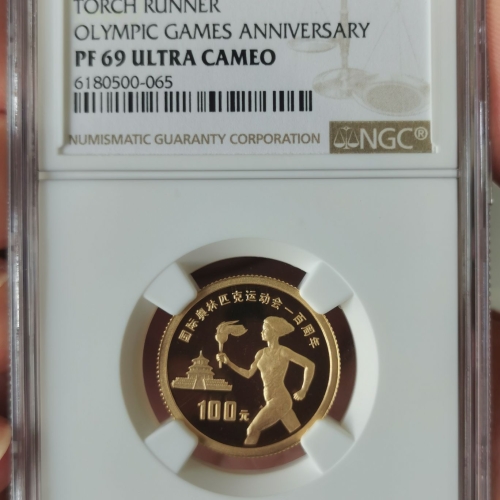 TORCH RUNNER
OLYMPIC GAMES ANNIVERSARY
PF 69 ULTRA CAMEO
6180500-065
NUMISMATIC GUARANTY CORPORATION
NGC®
国际奥林匹克运动会一百周年
100元